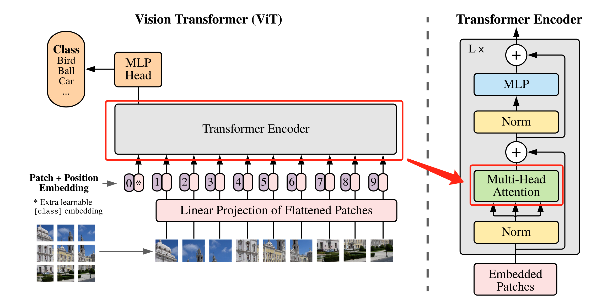 Vision Transformer (ViT)
Class
Bird
Ball
Car
...
MLP
Head
Transformer Encoder
Patch + Position
Embedding
0 * 1 2 3 4 5 6 7 8 9
* Extra learnable
[class] embedding
Linear Projection of Flattened Patches
Transformer Encoder
L ×
+
MLP
Norm
+
Multi-Head
Attention
Norm
Embedded
Patches